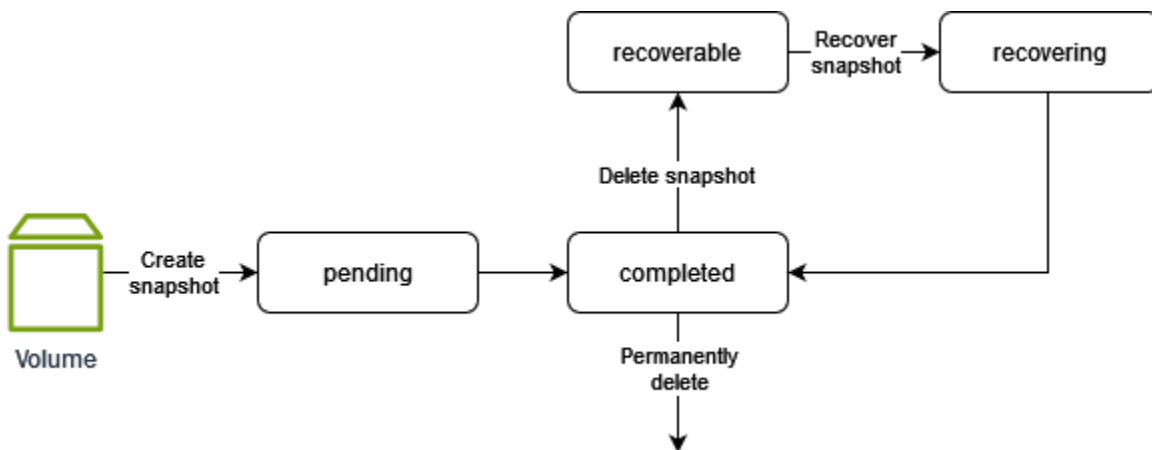 recoverable
Recover
snapshot
recovering
Delete snapshot
Create
snapshot
pending
completed
Volume
Permanently
delete